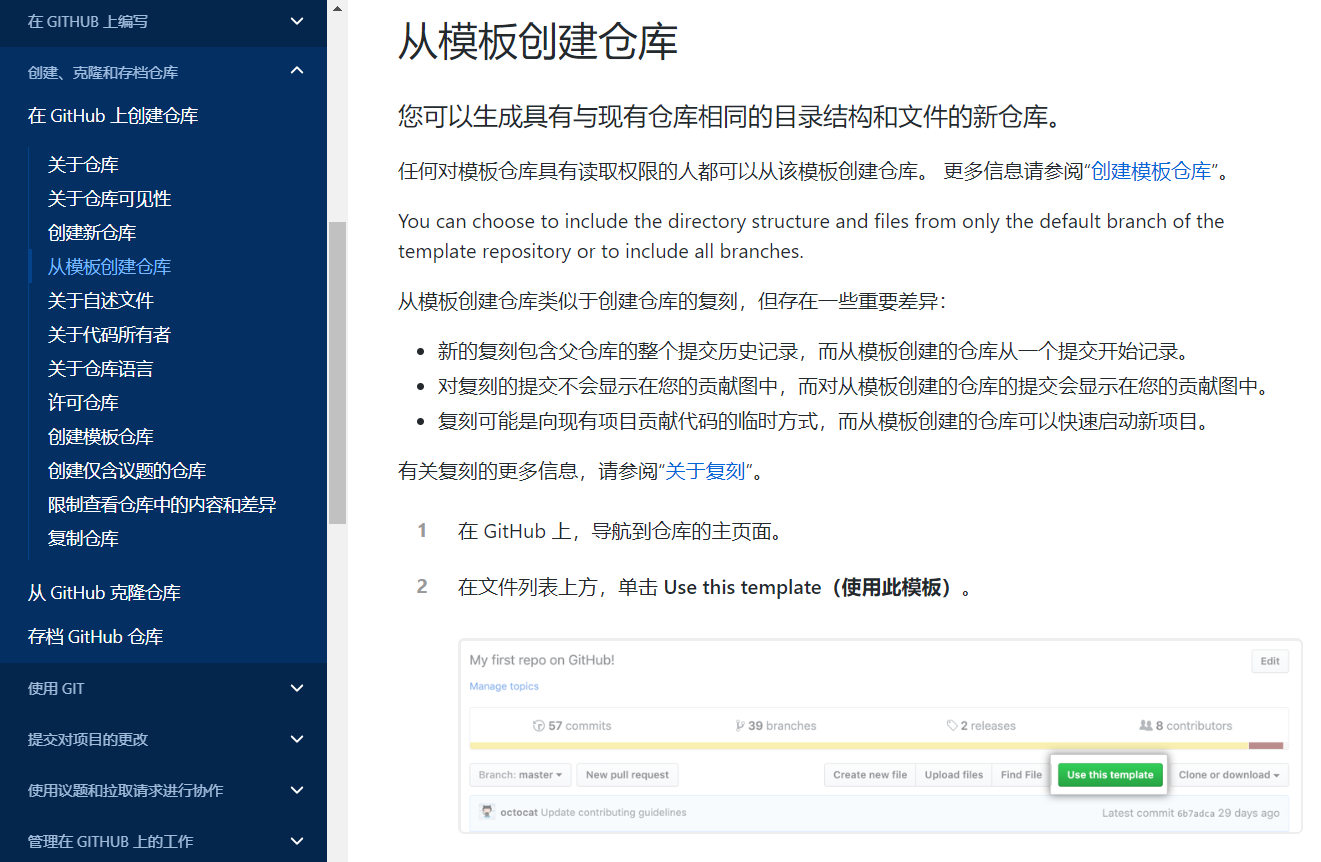 在 GITHUB 上编写
创建、克隆和存档仓库
在 GitHub 上创建仓库
关于仓库
关于仓库可见性
创建新仓库
从模板创建仓库
关于自述文件
关于代码所有者
关于仓库语言
许可仓库
创建模板仓库
创建仅含议题的仓库
限制查看仓库中的内容和差异
复制仓库
从 GitHub 克隆仓库
存档 GitHub 仓库
使用 GIT
提交对项目的更改
使用议题和拉取请求进行协作
管理在 GITHUB 上的工作
从模板创建仓库
您可以生成具有与现有仓库相同的目录结构和文件的新仓库。
任何对模板仓库具有读取权限的人都可以从该模板创建仓库。 更多信息请参阅“创建模板仓库”。
You can choose to include the directory structure and files from only the default branch of the
template repository or to include all branches.
从模板创建仓库类似于创建仓库的复刻，但存在一些重要差异：
• 新的复刻包含父仓库的整个提交历史记录，而从模板创建的仓库从一个提交开始记录。
• 对复刻的提交不会显示在您的贡献图中，而对从模板创建的仓库的提交会显示在您的贡献图中。
• 复刻可能是向现有项目贡献代码的临时方式，而从模板创建的仓库可以快速启动新项目。
有关复刻的更多信息，请参阅“关于复刻”。
1 在 GitHub 上，导航到仓库的主页面。
2 在文件列表上方，单击 Use this template（使用此模板）。
My first repo on GitHub! Edit
Manage topics
57 commits 39 branches 2 releases 8 contributors
Branch: master New pull request Create new file Upload files Find File Use this template Clone or download
octocat Update contributing guidelines Latest commit 6b7adca 29 days ago